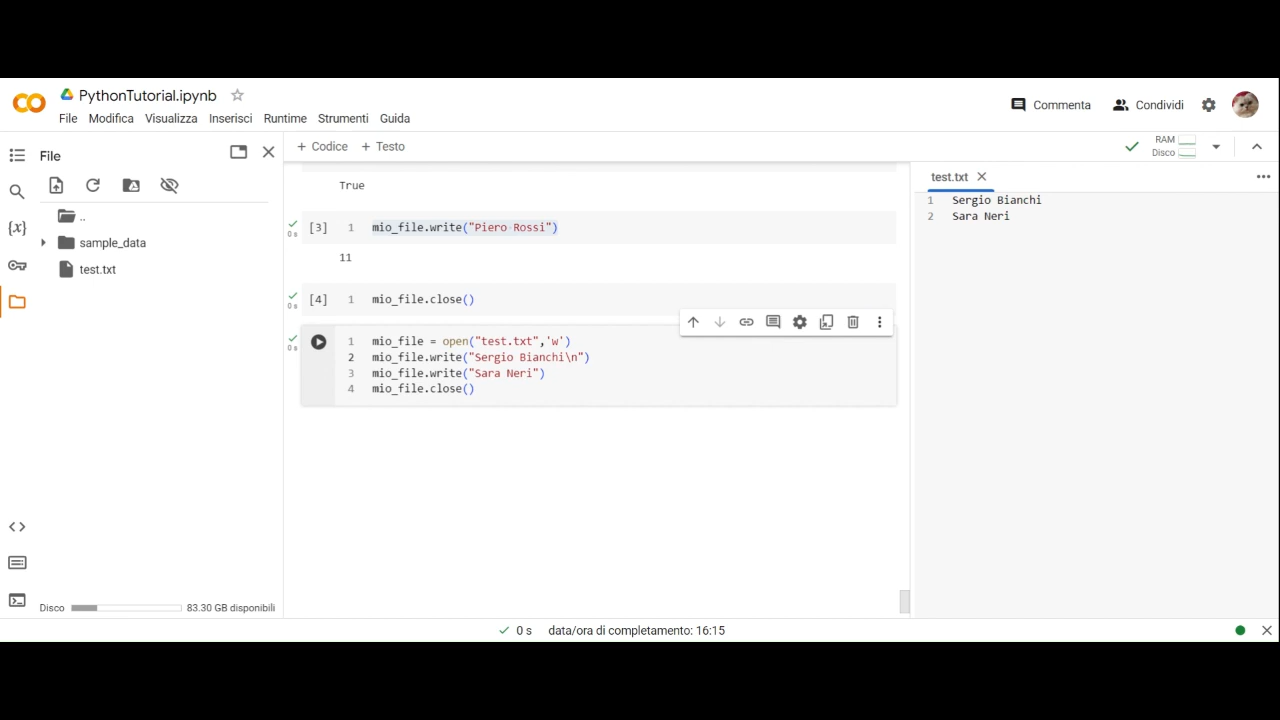 PythonTutorial.ipynb
File Modifica Visualizza Inserisci Runtime Strumenti Guida
Commenta Condividi
File
..
sample_data
test.txt
Disco 83.30 GB disponibili
+ Codice + Testo
RAM
Disco
True
[3] 1 mio_file.write("Piero Rossi")
0 s
11
[4] 1 mio_file.close()
0 s
1 mio_file = open("test.txt",'w')
0 s
2 mio_file.write("Sergio Bianchi\n")
3 mio_file.write("Sara Neri")
4 mio_file.close()
test.txt
1 Sergio Bianchi
2 Sara Neri
0 s data/ora di completamento: 16:15